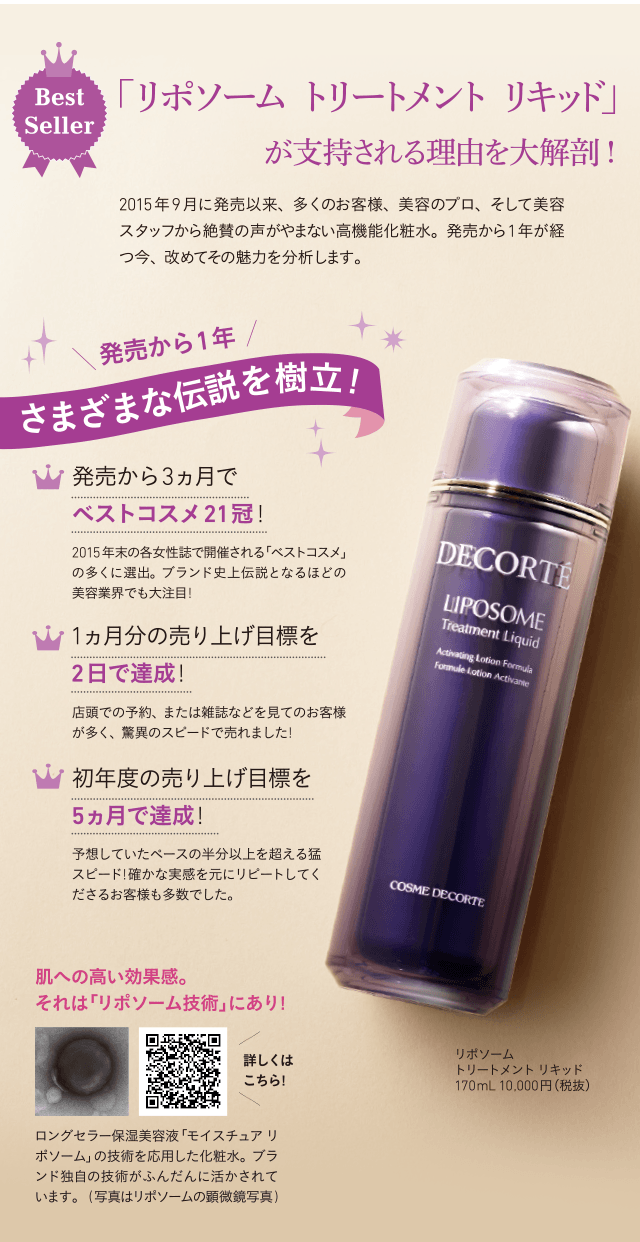 Best
Seller
「リポソーム トリートメント リキッド」
が支持される理由を大解剖!
2015年9月に発売以来、多くのお客様、美容のプロ、そして美容
スタッフから絶賛の声がやまない高機能化粧水。発売から1年が経
つ今、改めてその魅力を分析します。
発売から1年
さまざまな伝説を樹立!
発売から3ヵ月で
ベストコスメ21冠!
2015年末の各女性誌で開催される「ベストコスメ」
の多くに選出。ブランド史上伝説となるほどの
美容業界でも大注目!
1ヵ月分の売り上げ目標を
2日で達成!
店頭での予約、または雑誌などを見てのお客様
が多く、驚異のスピードで売れました!
初年度の売り上げ目標を
5ヵ月で達成!
予想していたペースの半分以上を超える猛
スピード!確かな実感を元にリピートしてく
ださるお客様も多数でした。
DECORTÉ
LIPOSOME
Treatment Liquid
Activating Lotion Formula
Formule Lotion Activante
COSME DECORTE
肌への高い効果感。
それは「リポソーム技術」にあり!
詳しくは
こちら!
ロングセラー保湿美容液「モイスチュア リ
ポソーム」の技術を応用した化粧水。ブラ
ンド独自の技術がふんだんに活かされて
います。(写真はリポソームの顕微鏡写真)
リポソーム
トリートメント リキッド
170mL 10,000円(税抜)